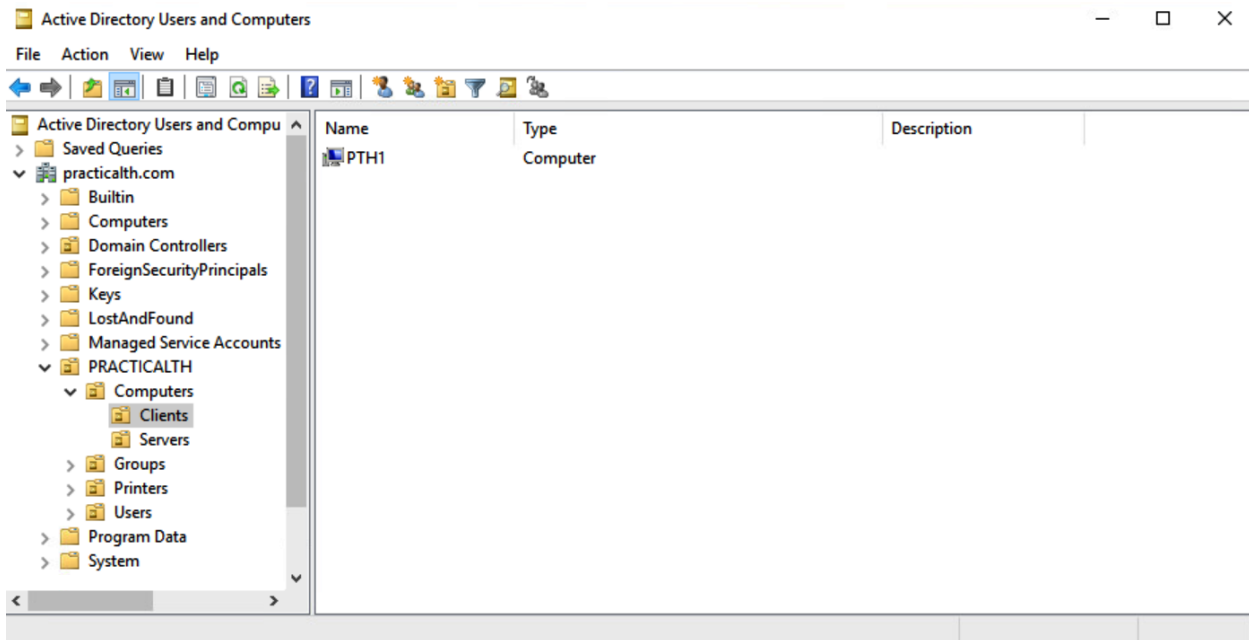 Active Directory Users and Computers
File Action View Help
Active Directory Users and Compu
Saved Queries
practicalth.com
Builtin
Computers
Domain Controllers
ForeignSecurityPrincipals
Keys
LostAndFound
Managed Service Accounts
PRACTICALTH
Computers
Clients
Servers
Groups
Printers
Users
Program Data
System
Name Type Description
PTH1 Computer